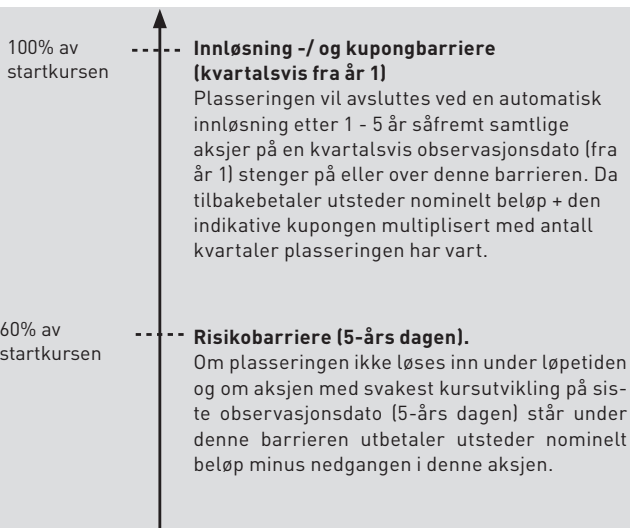 100% av
startkursen
Innløsning -/ og kupongbarriere
(kvartalsvis fra år 1)
Plasseringen vil avsluttes ved en automatisk
innløsning etter 1 - 5 år såfremt samtlige
aksjer på en kvartalsvis observasjonsdato (fra
år 1) stenger på eller over denne barrieren. Da
tilbakebetaler utsteder nominelt beløp + den
indikative kupongen multiplisert med antall
kvartaler plasseringen har vart.
60% av
startkursen
Risikobarriere (5-års dagen).
Om plasseringen ikke løses inn under løpetiden
og om aksjen med svakest kursutvikling på sis-
te observasjonsdato (5-års dagen) står under
denne barrieren utbetaler utsteder nominelt
beløp minus nedgangen i denne aksjen.